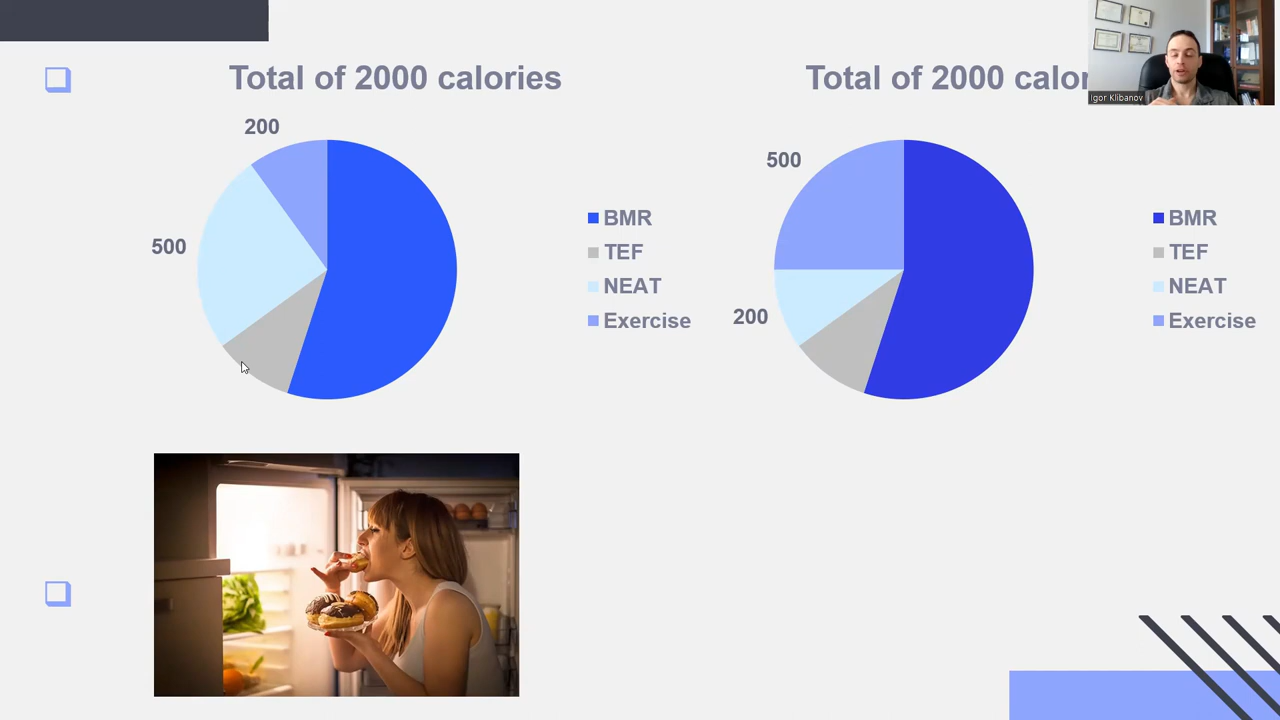 Total of 2000 calories
200
500
BMR
TEF
NEAT
Exercise
Total of 2000 calor
500
200
BMR
TEF
NEAT
Exercise
Igor Klibanov